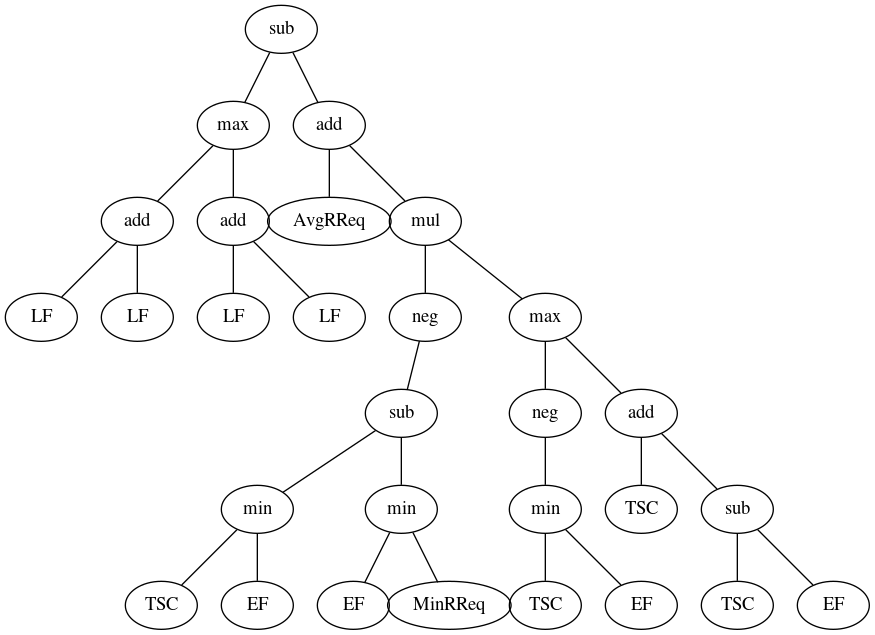 sub
max add
add add AvgRReq mul
LF LF LF LF neg max
sub neg add
min min min TSC sub
TSC EF EF MinRReq TSC EF TSC EF